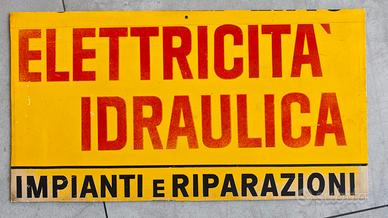 ELETTRICITA'
IDRAULICA
IMPIANTI E RIPARAZIONI